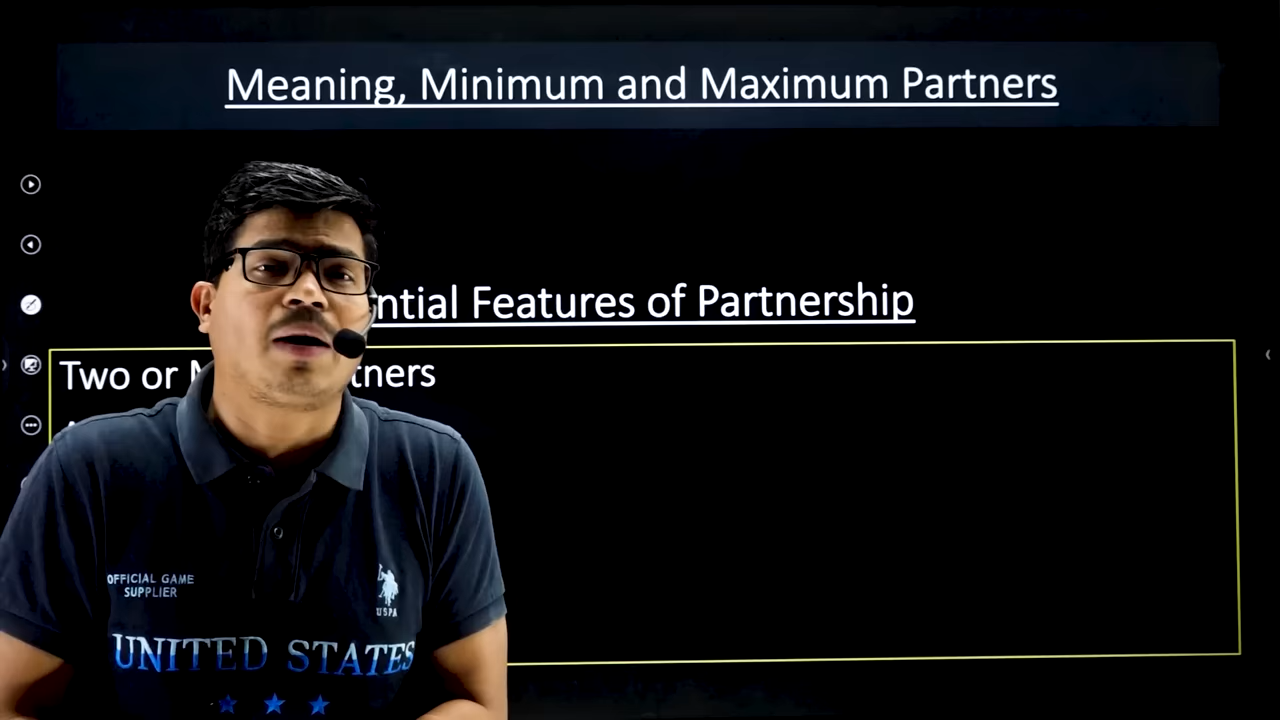 Meaning, Minimum and Maximum Partners
ntial Features of Partnership
Two or tners
OFFICIAL GAME
SUPPLIER
USPA
UNITED STATES